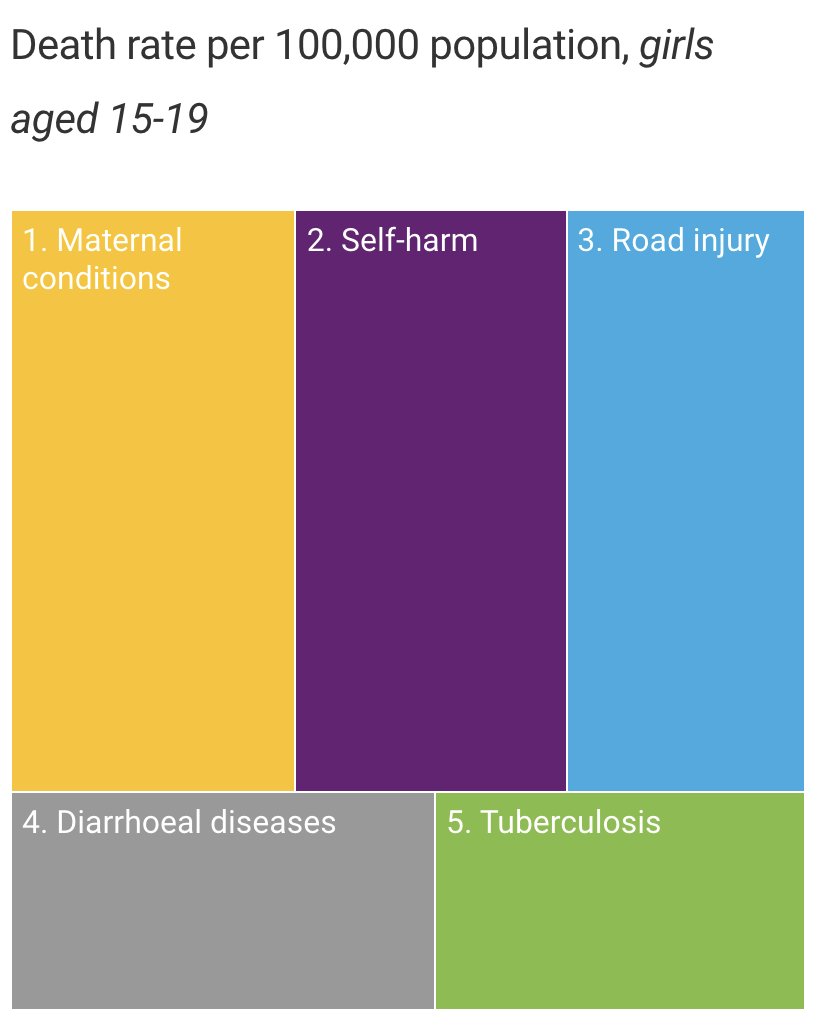 Death rate per 100,000 population, girls
aged 15-19
1. Maternal
conditions
2. Self-harm
3. Road injury
4. Diarrhoeal diseases
5. Tuberculosis